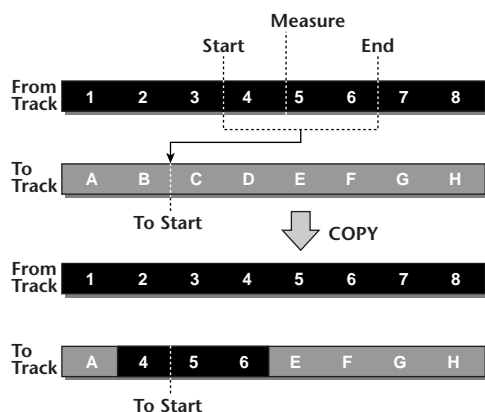 Measure
Start End
From Track 1 2 3 4 5 6 7 8
To Track A B C D E F G H
To Start
COPY
From Track 1 2 3 4 5 6 7 8
To Track A 4 5 6 E F G H
To Start